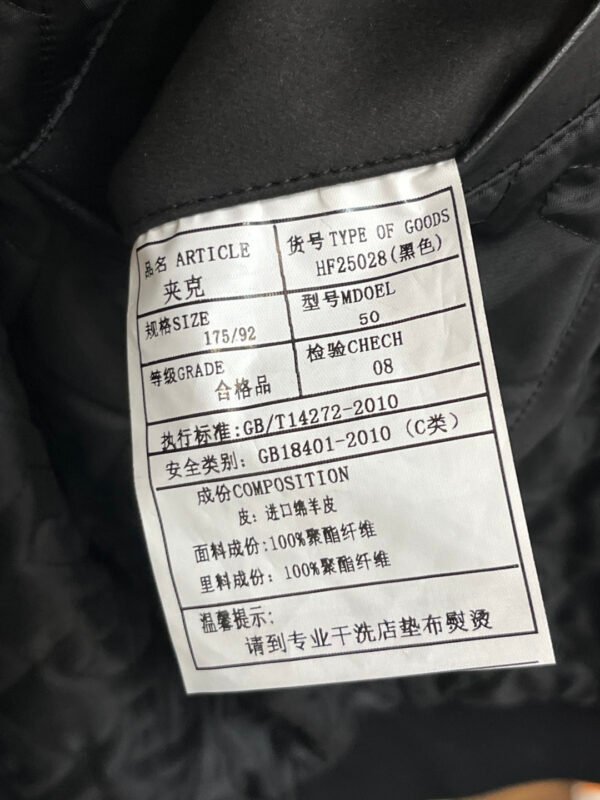 品名 ARTICLE
夹克
货号 TYPE OF GOODS
HF25028(黑色)
规格SIZE
175/92
型号MDOEL
50
等级GRADE
合格品
检验CHECH
08
执行标准:GB/T14272-2010
安全类别: GB18401-2010 (C类)
成份COMPOSITION
皮: 进口绵羊皮
面料成份:100%聚酯纤维
里料成份: 100%聚酯纤维
温馨提示:
请到专业干洗店垫布熨烫